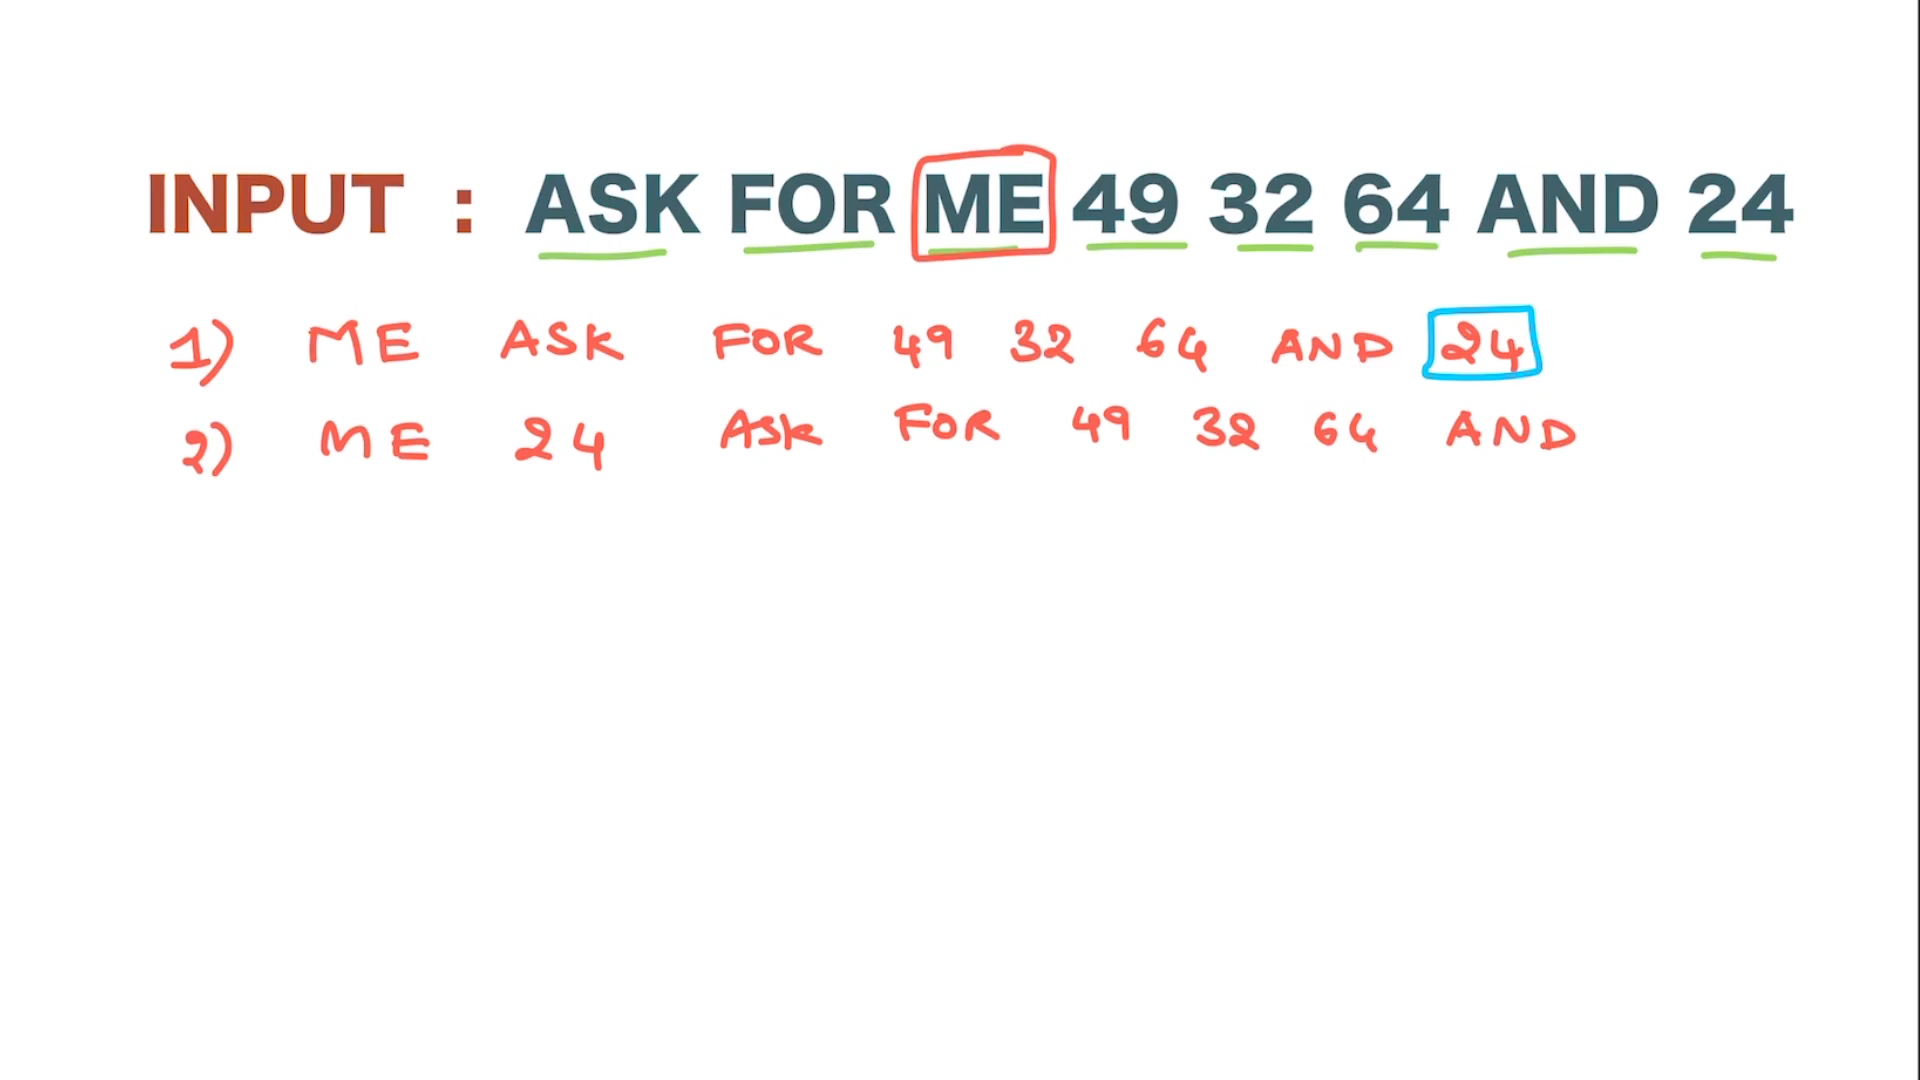 INPUT : ASK FOR ME 49 32 64 AND 24
1) ME ASK FOR 49 32 64 AND 24
2) ME 24 ASK FOR 49 32 64 AND